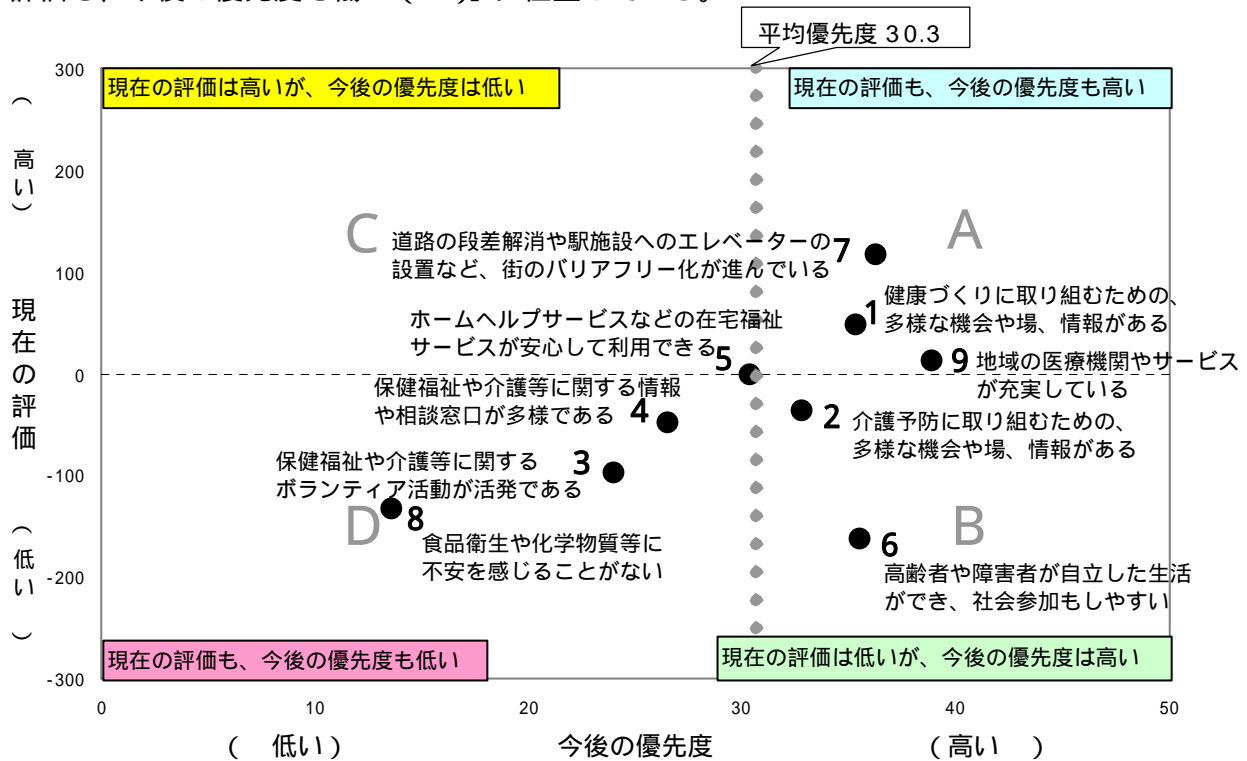 平均優先度 30.3
現在の評価は高いが、今後の優先度は低い
現在の評価も、今後の優先度も高い
300
200
100
0
-100
-200
-300
（高い）
現在の評価
（低い）
C
A
道路の段差解消や駅施設へのエレベーターの
設置など、街のバリアフリー化が進んでいる
7
健康づくりに取り組むための、
多様な機会や場、情報がある
1
ホームヘルプサービスなどの在宅福祉
サービスが安心して利用できる
5
9
地域の医療機関やサービス
が充実している
保健福祉や介護等に関する情報
や相談窓口が多様である
4
2
介護予防に取り組むための、
多様な機会や場、情報がある
保健福祉や介護等に関する
ボランティア活動が活発である
3
D
8
食品衛生や化学物質等に
不安を感じることがない
B
6
高齢者や障害者が自立した生活
ができ、社会参加もしやすい
現在の評価も、今後の優先度も低い
現在の評価は低いが、今後の優先度は高い
0
10
20
30
40
50
（ 低い）
今後の優先度
（高い ）